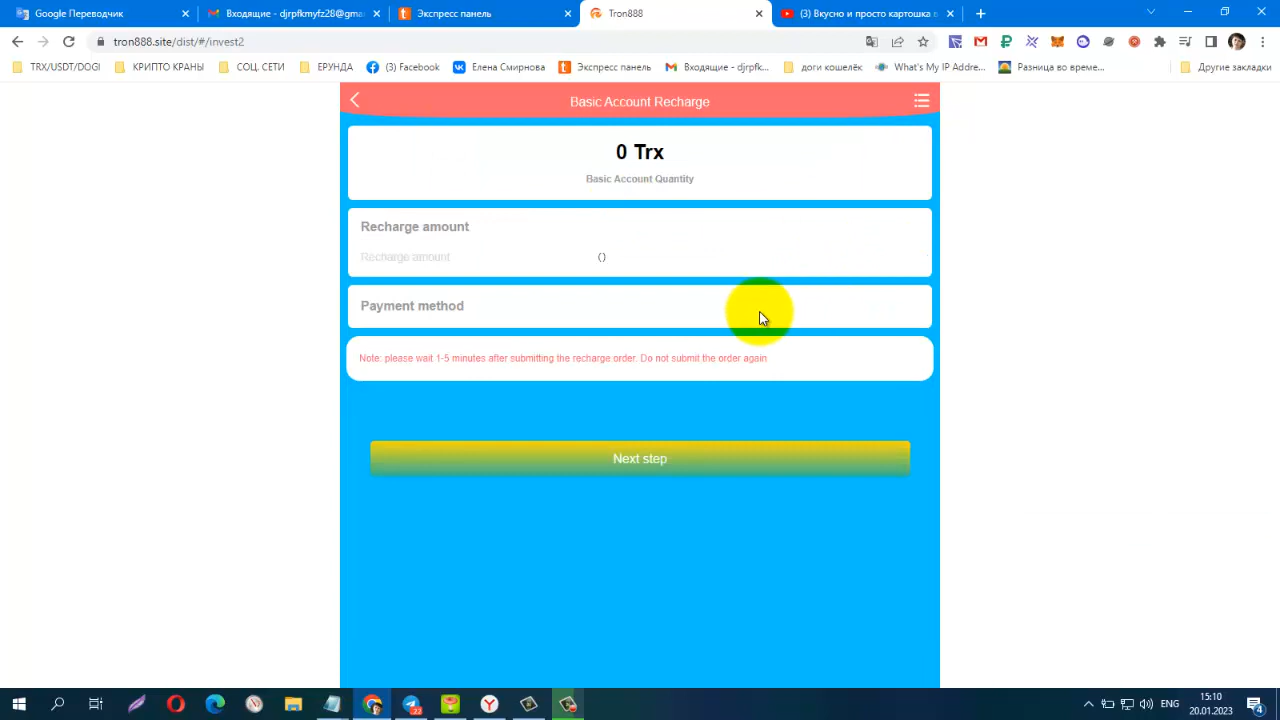 Google Переводчик
Входящие - djrpfkmyfz28@gmai
Экспресс панель
Tron888
(3) Вкусно и просто картошка в
tron888.site/dist/#/invest2
TRX/USDT/DOGI
КРИПТО КРАНЫ
СОЦ. СЕТИ
ЕРУНДА
(3) Facebook
Елена Смирнова
Экспресс панель
Входящие - djrpfk...
доги кошелёк
What's My IP Addre...
Разница во време...
Другие закладки
Basic Account Recharge
0 Trx
Basic Account Quantity
Recharge amount
Recharge amount
()
Payment method
Note: please wait 1-5 minutes after submitting the recharge order. Do not submit the order again
Next step
ENG
15:10
20.01.2023